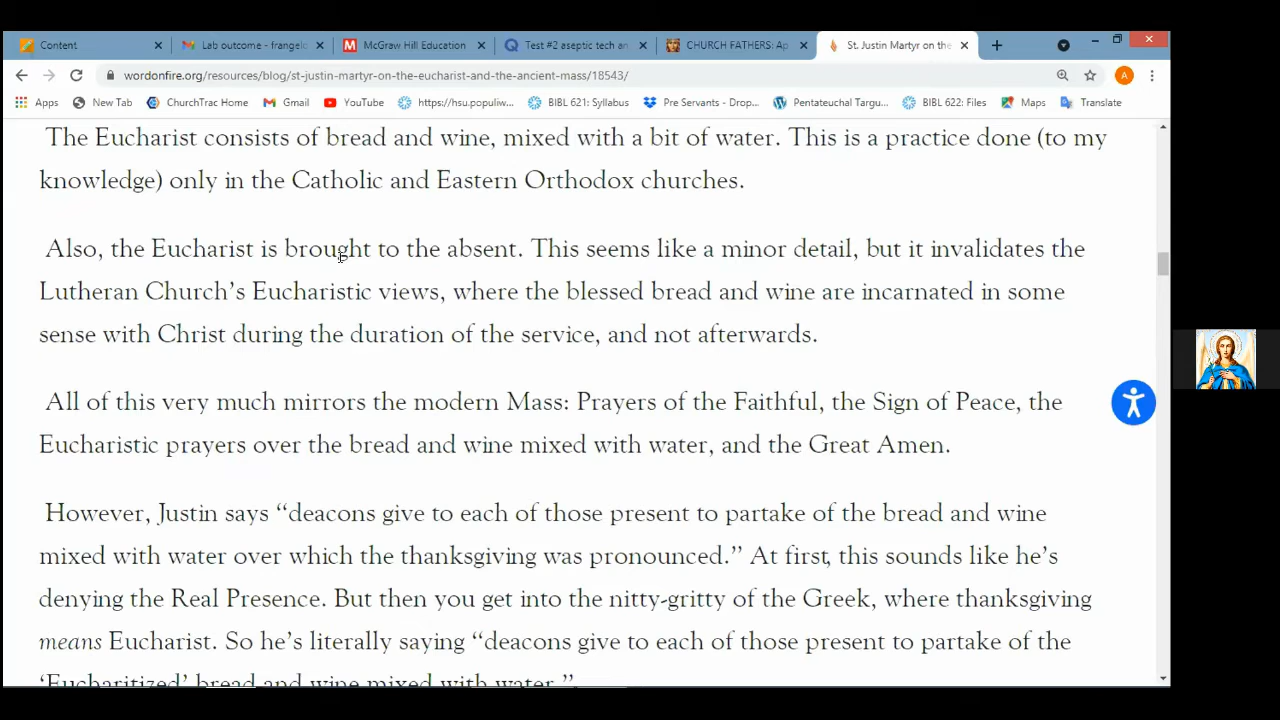 Content
Lab outcome - frangelo
McGraw Hill Education
Test #2 aseptic tech an
CHURCH FATHERS: Ap
St. Justin Martyr on the
wordonfire.org/resources/blog/st-justin-martyr-on-the-eucharist-and-the-ancient-mass/18543/
A
Apps
New Tab
ChurchTrac Home
Gmail
YouTube
https://hsu.populiw...
BIBL 621: Syllabus
Pre Servants - Drop...
Pentateuchal Targu...
BIBL 622: Files
Maps
Translate
The Eucharist consists of bread and wine, mixed with a bit of water. This is a practice done (to my
knowledge) only in the Catholic and Eastern Orthodox churches.
Also, the Eucharist is brought to the absent. This seems like a minor detail, but it invalidates the
Lutheran Church's Eucharistic views, where the blessed bread and wine are incarnated in some
sense with Christ during the duration of the service, and not afterwards.
All of this very much mirrors the modern Mass: Prayers of the Faithful, the Sign of Peace, the
Eucharistic prayers over the bread and wine mixed with water, and the Great Amen.
However, Justin says “deacons give to each of those present to partake of the bread and wine
mixed with water over which the thanksgiving was pronounced.” At first, this sounds like he's
denying the Real Presence. But then you get into the nitty-gritty of the Greek, where thanksgiving
means Eucharist. So he's literally saying “deacons give to each of those present to partake of the
‘Eucharitized’ bread and wine mixed with water.”